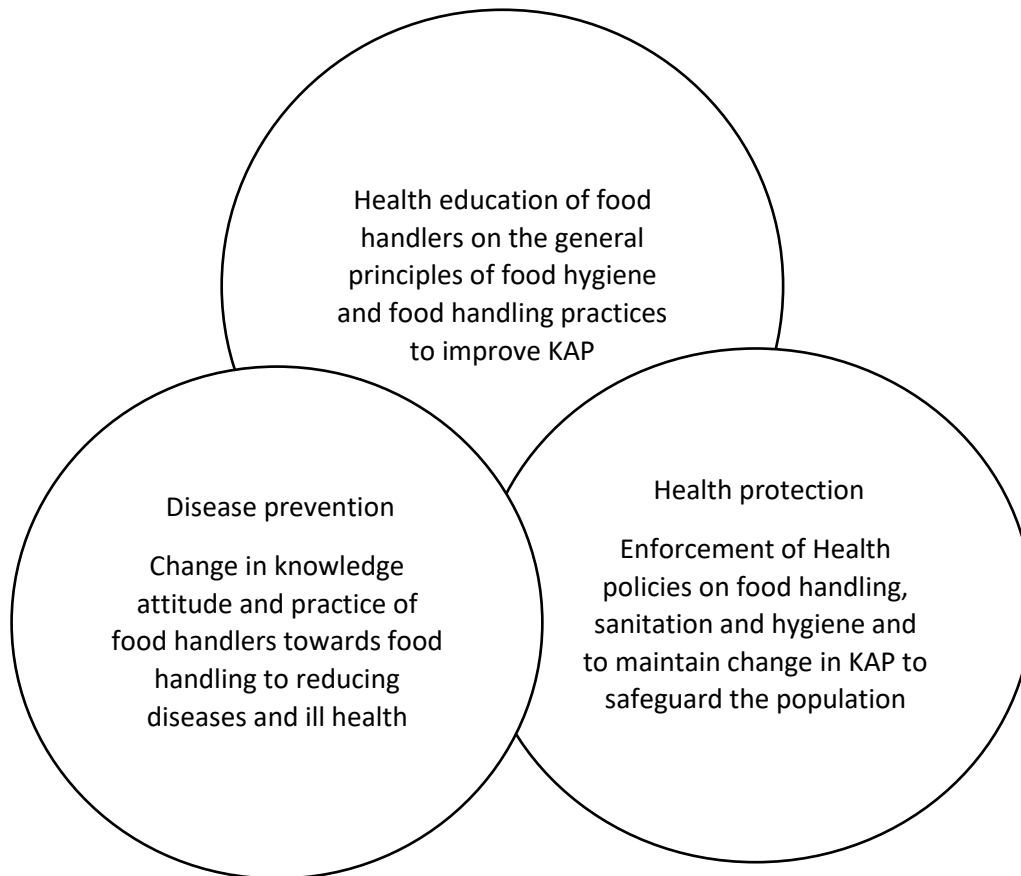 Health education of food
handlers on the general
principles of food hygiene
and food handling practices
to improve KAP
Disease prevention
Change in knowledge
attitude and practice of
food handlers towards food
handling to reducing
diseases and ill health
Health protection
Enforcement of Health
policies on food handling,
sanitation and hygiene and
to maintain change in KAP to
safeguard the population